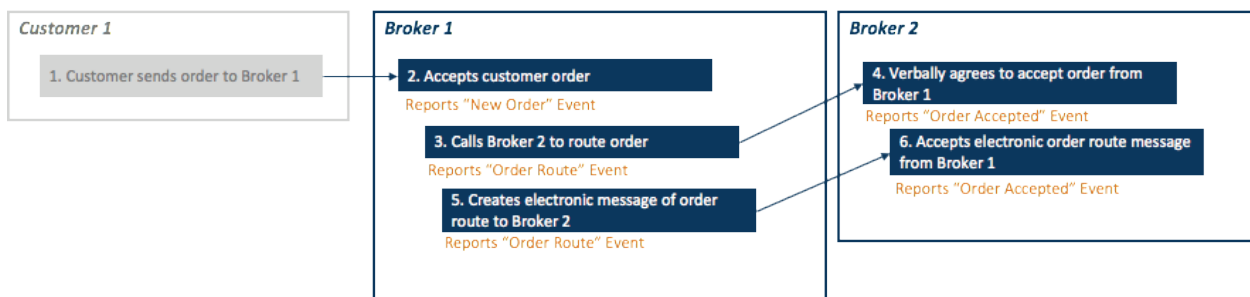 Customer 1
1. Customer sends order to Broker 1
Broker 1
2. Accepts customer order
Reports "New Order" Event
3. Calls Broker 2 to route order
Reports "Order Route" Event
5. Creates electronic message of order
route to Broker 2
Reports "Order Route" Event
Broker 2
4. Verbally agrees to accept order from
Broker 1
Reports "Order Accepted" Event
6. Accepts electronic order route message
from Broker 1
Reports "Order Accepted" Event